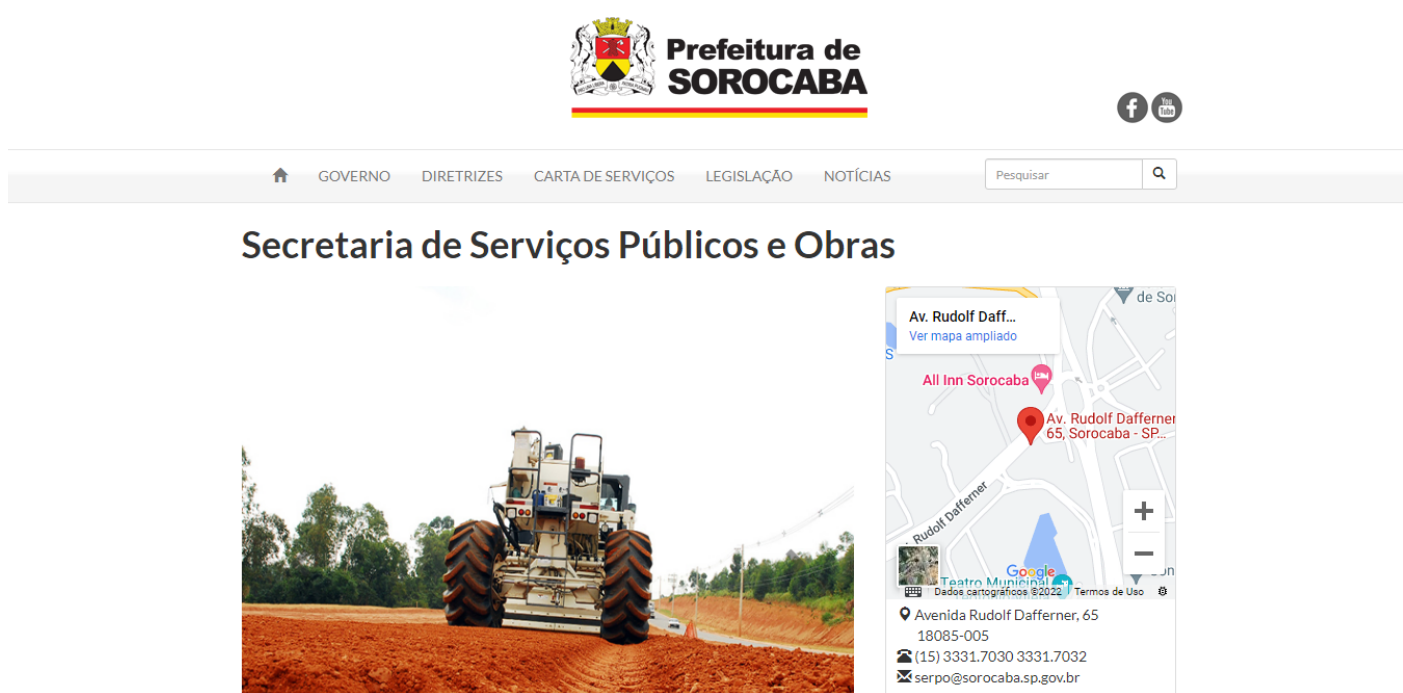 Prefeitura de
SOROCABA
GOVERNO DIRETRIZES CARTA DE SERVIÇOS LEGISLAÇÃO NOTÍCIAS Pesquisar
Secretaria de Serviços Públicos e Obras
de Sor
Av. Rudolf Daff...
Ver mapa ampliado
S
All Inn Sorocaba
Av. Rudolf Dafferner
65, Sorocaba - SP...
Rudolf Dafferner
Google
Teatro Municipal
Dados cartográficos ©2022 Termos de Uso
Avenida Rudolf Dafferner, 65
18085-005
(15) 3331.7030 3331.7032
serpo@sorocaba.sp.gov.br